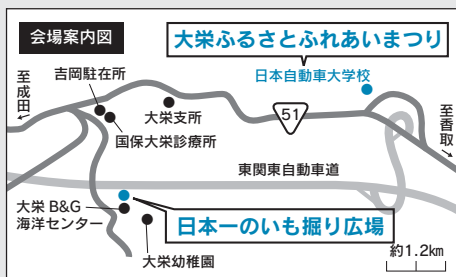 会場案内図
大栄ふるさとふれあいまつり
日本自動車大学校
至成田
←
吉岡駐在所
大栄支所
国保大栄診療所
51
至香取
→
東関東自動車道
大栄 B&G
海洋センター
日本一のいも掘り広場
大栄幼稚園
約1.2km